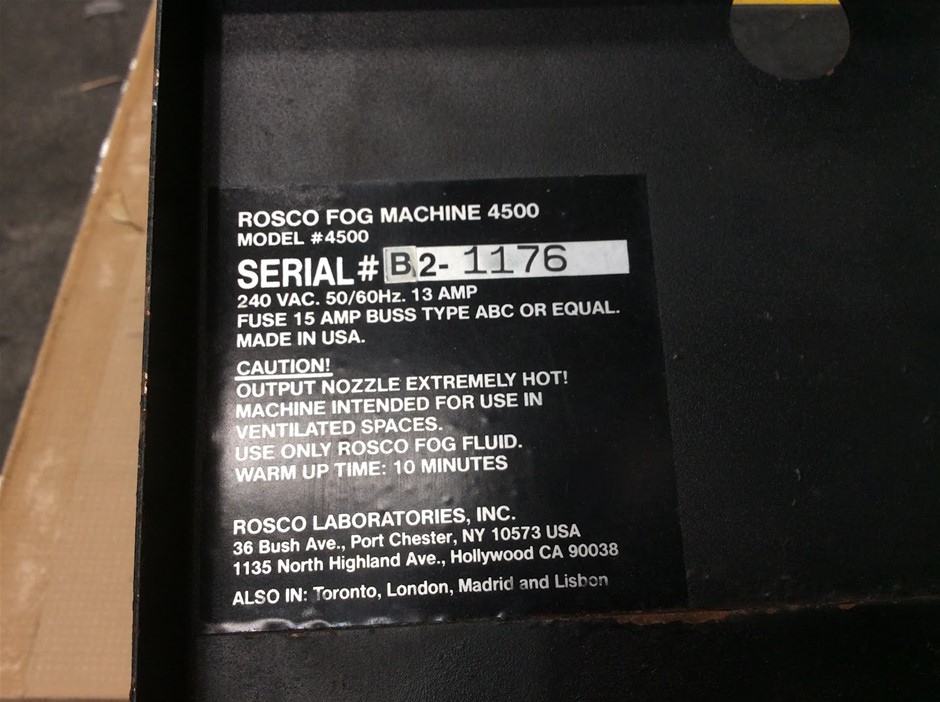 ROSCO FOG MACHINE 4500
MODEL #4500
SERIAL# B2- 1176
240 VAC. 50/60Hz. 13 AMP
FUSE 15 AMP BUSS TYPE ABC OR EQUAL.
MADE IN USA.
CAUTION!
OUTPUT NOZZLE EXTREMELY HOT!
MACHINE INTENDED FOR USE IN
VENTILATED SPACES.
USE ONLY ROSCO FOG FLUID.
WARM UP TIME: 10 MINUTES
ROSCO LABORATORIES, INC.
36 Bush Ave., Port Chester, NY 10573 USA
1135 North Highland Ave., Hollywood CA 90038
ALSO IN: Toronto, London, Madrid and Lisbon